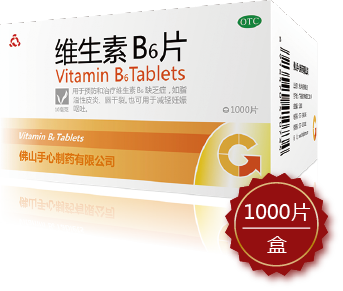 OTC
维生素B6片
Vitamin B6Tablets
用于预防和治疗维生素B6缺乏症，如脂
溢性皮炎、唇干裂。也可用于减轻妊娠
呕吐。
1000片
Vitamin B6 Tablets
佛山手心制药有限公司
1000片
盒